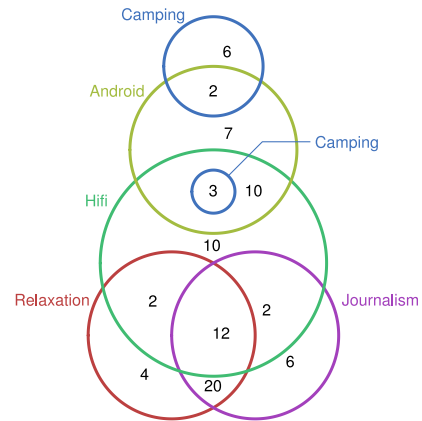 Camping
6
Android
2
7
Camping
3
10
Hifi
10
Relaxation
2
2
Journalism
12
4
6
20